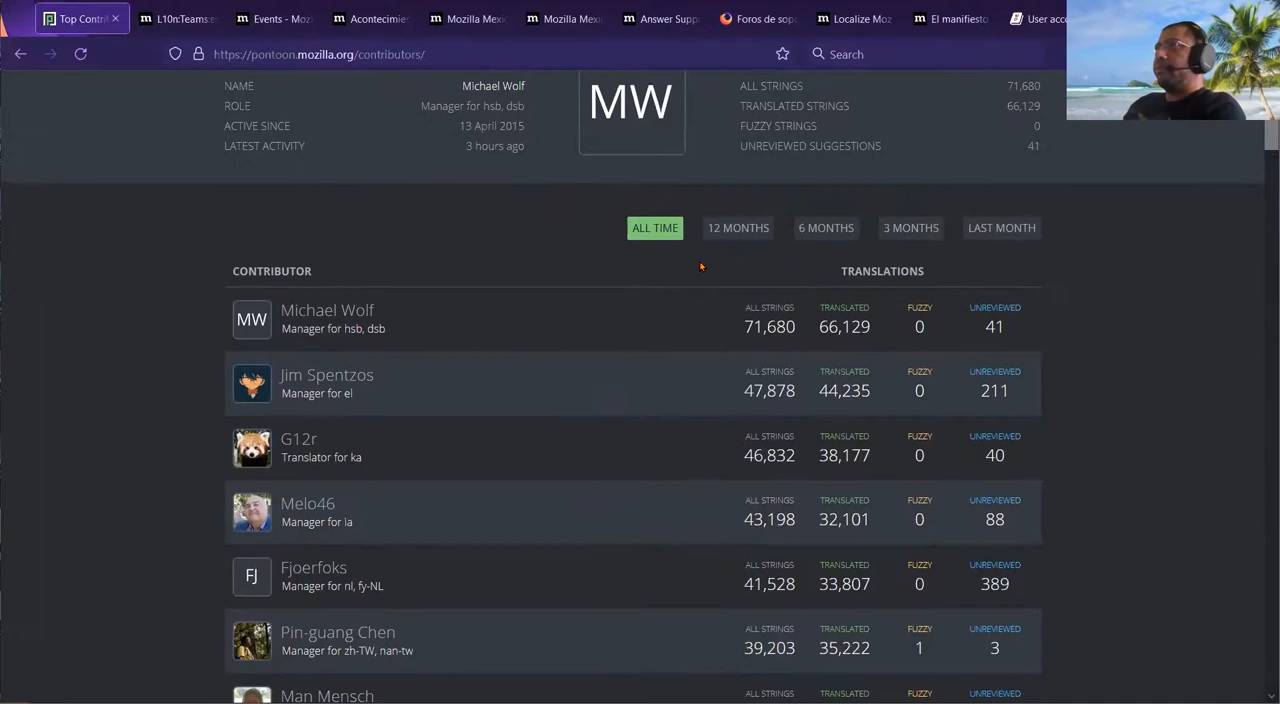 Top Contri
L10n:Teams:e
Events - Mozi
Acontecimie
Mozilla Mexi
Mozilla Mexi
Answer Supp
Foros de sop
Localize Moz
El manifiesto
User acc
https://pontoon.mozilla.org/contributors/
Search
NAME Michael Wolf
ROLE Manager for hsb, dsb
ACTIVE SINCE 13 April 2015
LATEST ACTIVITY 3 hours ago
MW
ALL STRINGS 71,680
TRANSLATED STRINGS 66,129
FUZZY STRINGS 0
UNREVIEWED SUGGESTIONS 41
ALL TIME 12 MONTHS 6 MONTHS 3 MONTHS LAST MONTH
CONTRIBUTOR TRANSLATIONS
MW
Michael Wolf
Manager for hsb, dsb
ALL STRINGS TRANSLATED FUZZY UNREVIEWED
71,680 66,129 0 41
Jim Spentzos
Manager for el
ALL STRINGS TRANSLATED FUZZY UNREVIEWED
47,878 44,235 0 211
G12r
Translator for ka
ALL STRINGS TRANSLATED FUZZY UNREVIEWED
46,832 38,177 0 40
Melo46
Manager for ia
ALL STRINGS TRANSLATED FUZZY UNREVIEWED
43,198 32,101 0 88
FJ
Fjoerfoks
Manager for nl, fy-NL
ALL STRINGS TRANSLATED FUZZY UNREVIEWED
41,528 33,807 0 389
Pin-guang Chen
Manager for zh-TW, nan-tw
ALL STRINGS TRANSLATED FUZZY UNREVIEWED
39,203 35,222 1 3
Man Mensch
ALL STRINGS TRANSLATED FUZZY UNREVIEWED